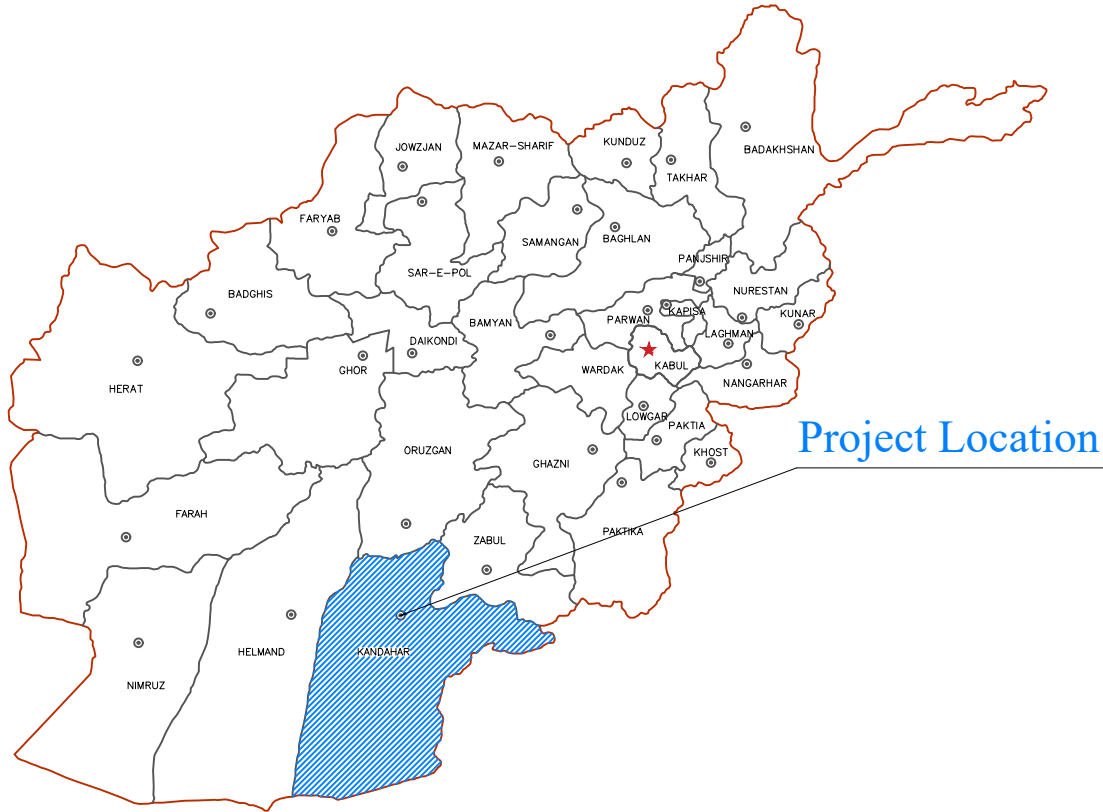 JOWZJAN
MAZAR-SHARIF
KUNDUZ
TAKHAR
BADAKHSHAN
FARYAB
SAMANGAN
BAGHLAN
SAR-E-POL
PANJSHIR
NURESTAN
BADGHIS
BAMYAN
PARWAN
KAPISA
KUNAR
LAGHMAN
DAIKONDI
HERAT
GHOR
WARDAK
KABUL
NANGARHAR
LOWGAR
PAKTIA
Project Location
ORUZGAN
GHAZNI
KHOST
FARAH
ZABUL
PAKTIKA
NIMRUZ
HELMAND
KANDAHAR